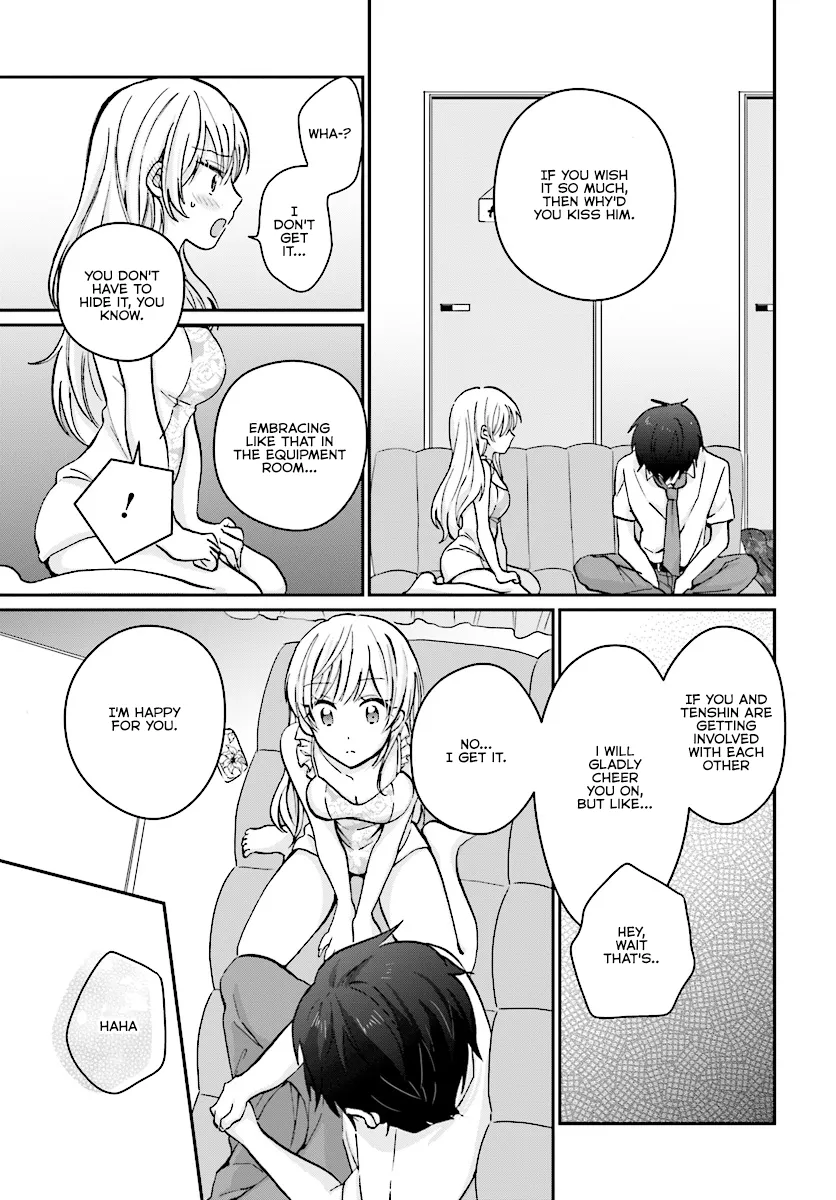 IF YOU WISH
IT SO MUCH,
THEN WHY'D
YOU KISS HIM.
WHA-?
I
DON'T
GET
IT...
YOU DON'T
HAVE TO
HIDE IT, YOU
KNOW.
EMBRACING
LIKE THAT IN
THE EQUIPMENT
ROOM...
!
IF YOU AND
TENSHIN ARE
GETTING
INVOLVED
WITH EACH
OTHER
I WILL
GLADLY
CHEER
YOU ON,
BUT LIKE...
HEY,
WAIT
THAT'S..
NO...
I GET IT.
I'M HAPPY
FOR YOU.
HAHA